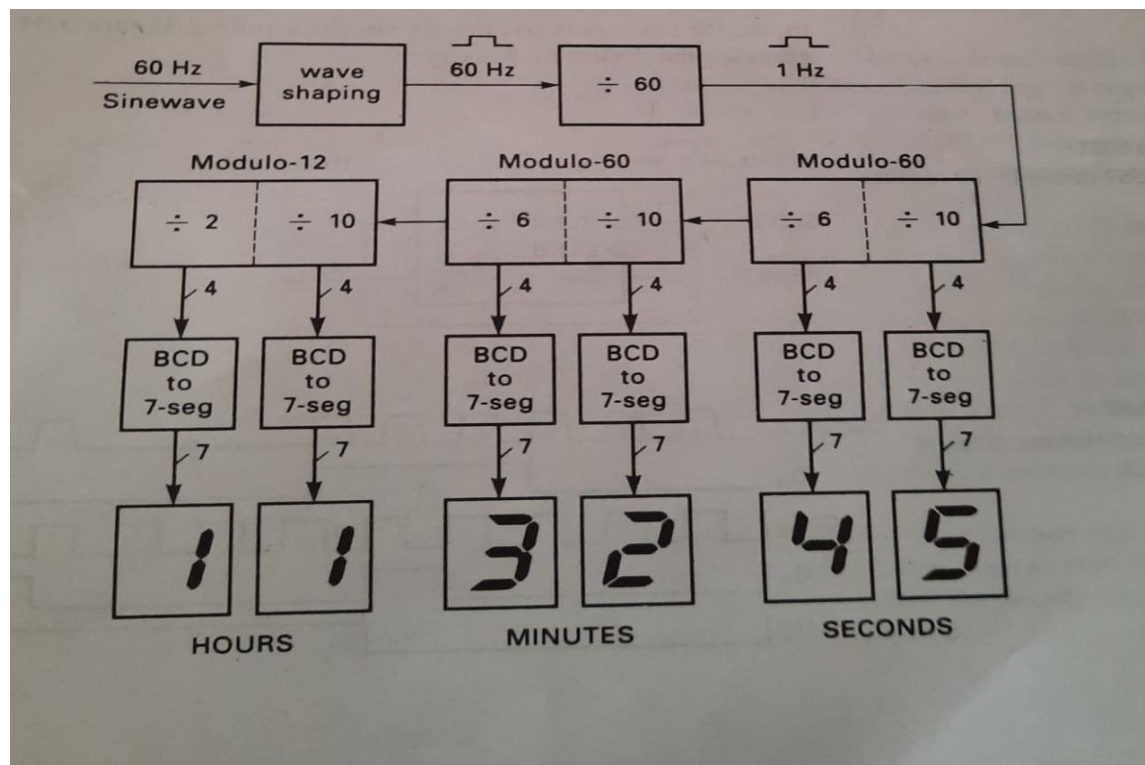 60 Hz
Sinewave
wave
shaping
60 Hz
÷ 60
1 Hz
Modulo-12
Modulo-60
Modulo-60
÷ 2
÷ 10
÷ 6
÷ 10
÷ 6
÷ 10
4
4
4
4
4
4
BCD
to
7-seg
BCD
to
7-seg
BCD
to
7-seg
BCD
to
7-seg
BCD
to
7-seg
BCD
to
7-seg
7
7
7
7
7
7
1 1 3 2 4 5
HOURS
MINUTES
SECONDS